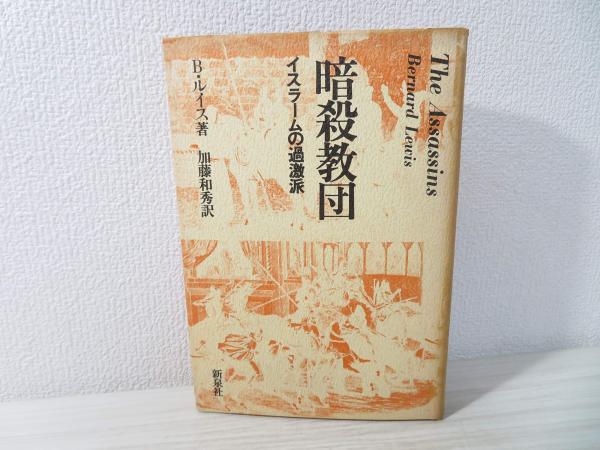 The Assassins
Bernard Lewis
暗殺教団
イスラームの過激派
B・ルイス著
加藤和秀訳
新泉社